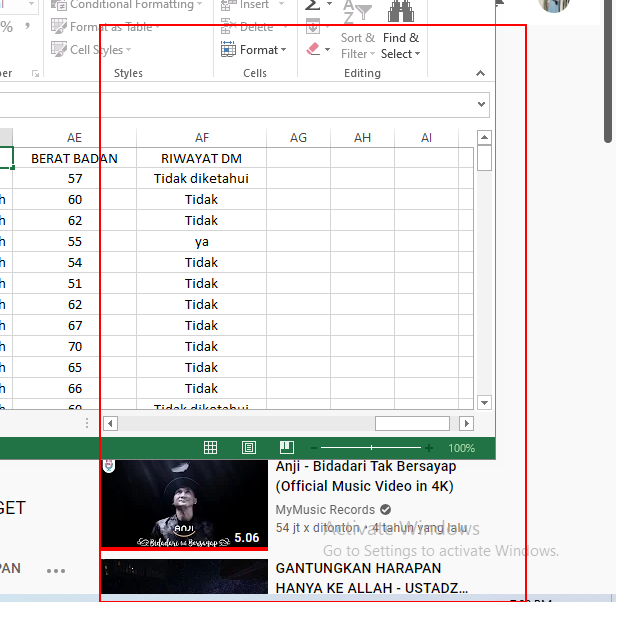 Conditional Formatting
Insert
%
Format as Table
Delete
Cell Styles
Format
Sort & Filter
Find & Select
Styles
Cells
Editing
AE AF AG AH AI
BERAT BADAN RIWAYAT DM
57 Tidak diketahui
h 60 Tidak
h 62 Tidak
h 55 ya
h 54 Tidak
h 51 Tidak
h 62 Tidak
h 67 Tidak
h 70 Tidak
h 65 Tidak
h 66 Tidak
Tidak diketahui
100%
Anji - Bidadari Tak Bersayap
(Official Music Video in 4K)
MyMusic Records
54 jt x ditonton • 4 tahun yang lalu
ANJI
Bidadari Tak Bersayap
5.06
Activate Windows
Go to Settings to activate Windows.
GANTUNGKAN HARAPAN
HANYA KE ALLAH - USTADZ...